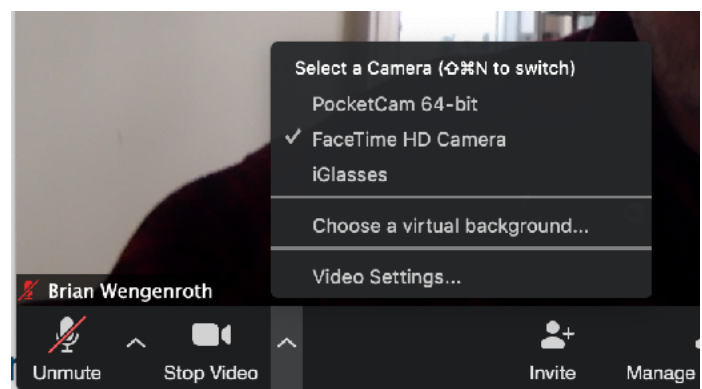 Select a Camera (⇧⌘N to switch)
PocketCam 64-bit
✓ FaceTime HD Camera
iGlasses
Choose a virtual background...
Video Settings...
Brian Wengenroth
Unmute
Stop Video
Invite
Manage